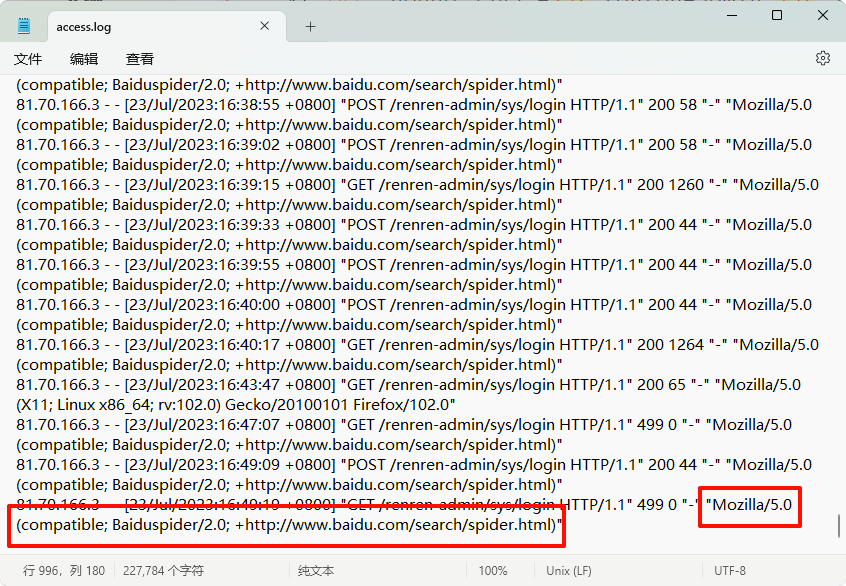 access.log
文件 编辑 查看
(compatible; Baiduspider/2.0; +http://www.baidu.com/search/spider.html)"
81.70.166.3 - - [23/Jul/2023:16:38:55 +0800] "POST /renren-admin/sys/login HTTP/1.1" 200 58 "-" "Mozilla/5.0
(compatible; Baiduspider/2.0; +http://www.baidu.com/search/spider.html)"
81.70.166.3 - - [23/Jul/2023:16:39:02 +0800] "POST /renren-admin/sys/login HTTP/1.1" 200 58 "-" "Mozilla/5.0
(compatible; Baiduspider/2.0; +http://www.baidu.com/search/spider.html)"
81.70.166.3 - - [23/Jul/2023:16:39:15 +0800] "GET /renren-admin/sys/login HTTP/1.1" 200 1260 "-" "Mozilla/5.0
(compatible; Baiduspider/2.0; +http://www.baidu.com/search/spider.html)"
81.70.166.3 - - [23/Jul/2023:16:39:33 +0800] "POST /renren-admin/sys/login HTTP/1.1" 200 44 "-" "Mozilla/5.0
(compatible; Baiduspider/2.0; +http://www.baidu.com/search/spider.html)"
81.70.166.3 - - [23/Jul/2023:16:39:55 +0800] "POST /renren-admin/sys/login HTTP/1.1" 200 44 "-" "Mozilla/5.0
(compatible; Baiduspider/2.0; +http://www.baidu.com/search/spider.html)"
81.70.166.3 - - [23/Jul/2023:16:40:00 +0800] "POST /renren-admin/sys/login HTTP/1.1" 200 44 "-" "Mozilla/5.0
(compatible; Baiduspider/2.0; +http://www.baidu.com/search/spider.html)"
81.70.166.3 - - [23/Jul/2023:16:40:17 +0800] "GET /renren-admin/sys/login HTTP/1.1" 200 1264 "-" "Mozilla/5.0
(compatible; Baiduspider/2.0; +http://www.baidu.com/search/spider.html)"
81.70.166.3 - - [23/Jul/2023:16:43:47 +0800] "GET /renren-admin/sys/login HTTP/1.1" 200 65 "-" "Mozilla/5.0
(X11; Linux x86_64; rv:102.0) Gecko/20100101 Firefox/102.0"
81.70.166.3 - - [23/Jul/2023:16:47:07 +0800] "GET /renren-admin/sys/login HTTP/1.1" 499 0 "-" "Mozilla/5.0
(compatible; Baiduspider/2.0; +http://www.baidu.com/search/spider.html)"
81.70.166.3 - - [23/Jul/2023:16:49:09 +0800] "POST /renren-admin/sys/login HTTP/1.1" 200 44 "-" "Mozilla/5.0
(compatible; Baiduspider/2.0; +http://www.baidu.com/search/spider.html)"
81.70.166.3 - - [23/Jul/2023:16:49:19 +0800] "GET /renren-admin/sys/login HTTP/1.1" 499 0 "-" "Mozilla/5.0
(compatible; Baiduspider/2.0; +http://www.baidu.com/search/spider.html)"
行 996，列 180 227,784 个字符 纯文本 100% Unix (LF) UTF-8